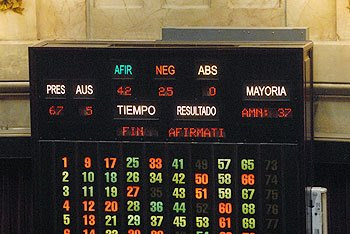 AFIR NEG ABS
PRES AUS 42 25 0 MAYORIA
67 5 TIEMPO RESULTADO AMN: 37
FIN AFIRMATI
1 9 17 25 33 41 49 57 65 73
2 10 18 26 34 42 50 58 66 74
3 11 19 27 35 43 51 59 67 75
4 12 20 28 36 44 52 60 68 76
5 13 21 29 37 45 53 61 69 77